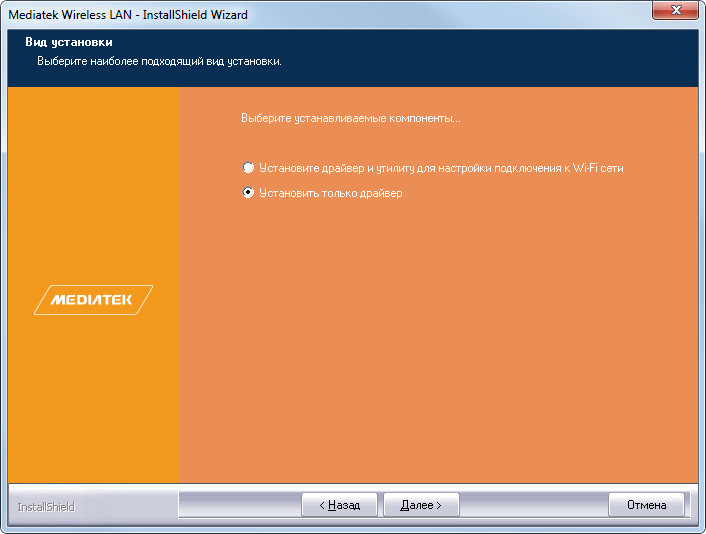 Mediatek Wireless LAN - InstallShield Wizard
Вид установки
Выберите наиболее подходящий вид установки.
Выберите устанавливаемые компоненты...
Установите драйвер и утилиту для настройки подключения к Wi-Fi сети
Установить только драйвер
MEDIATEK
InstallShield
< Назад
Далее >
Отмена